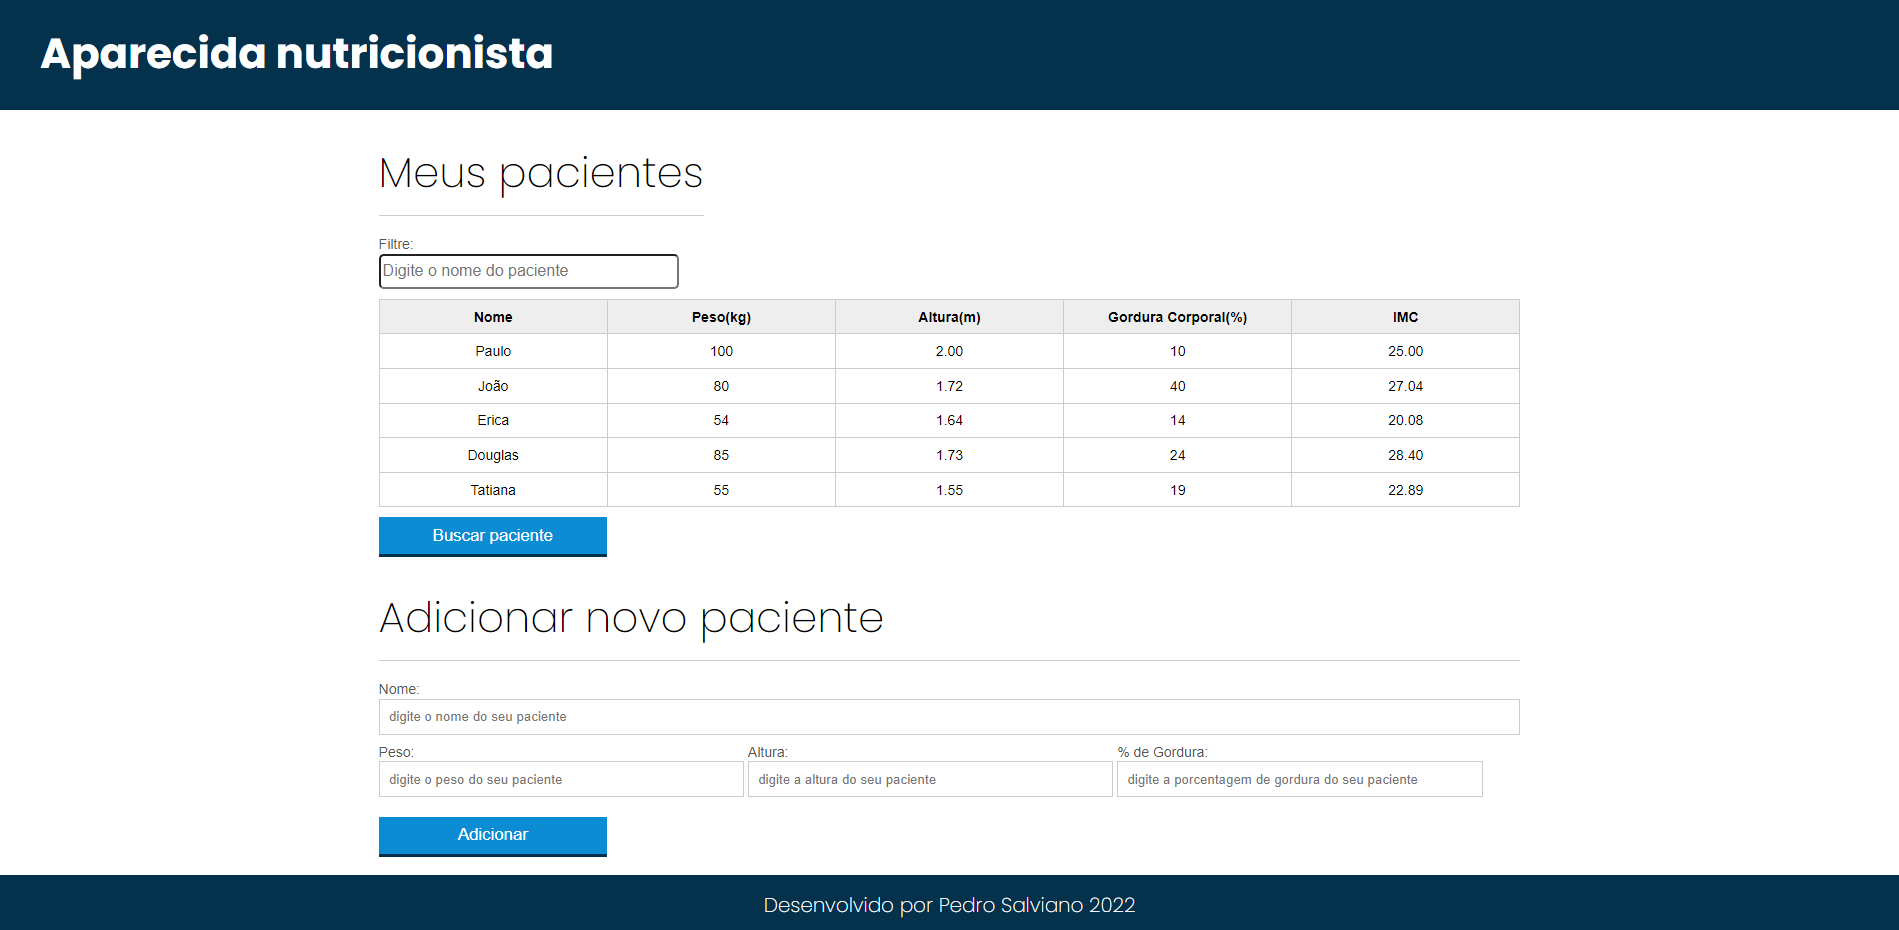 Aparecida nutricionista
Meus pacientes
Filtre:
Digite o nome do paciente
Nome Peso(kg) Altura(m) Gordura Corporal(%) IMC
Paulo 100 2.00 10 25.00
João 80 1.72 40 27.04
Erica 54 1.64 14 20.08
Douglas 85 1.73 24 28.40
Tatiana 55 1.55 19 22.89
Buscar paciente
Adicionar novo paciente
Nome:
digite o nome do seu paciente
Peso: Altura: % de Gordura:
digite o peso do seu paciente digite a altura do seu paciente digite a porcentagem de gordura do seu paciente
Adicionar
Desenvolvido por Pedro Salviano 2022